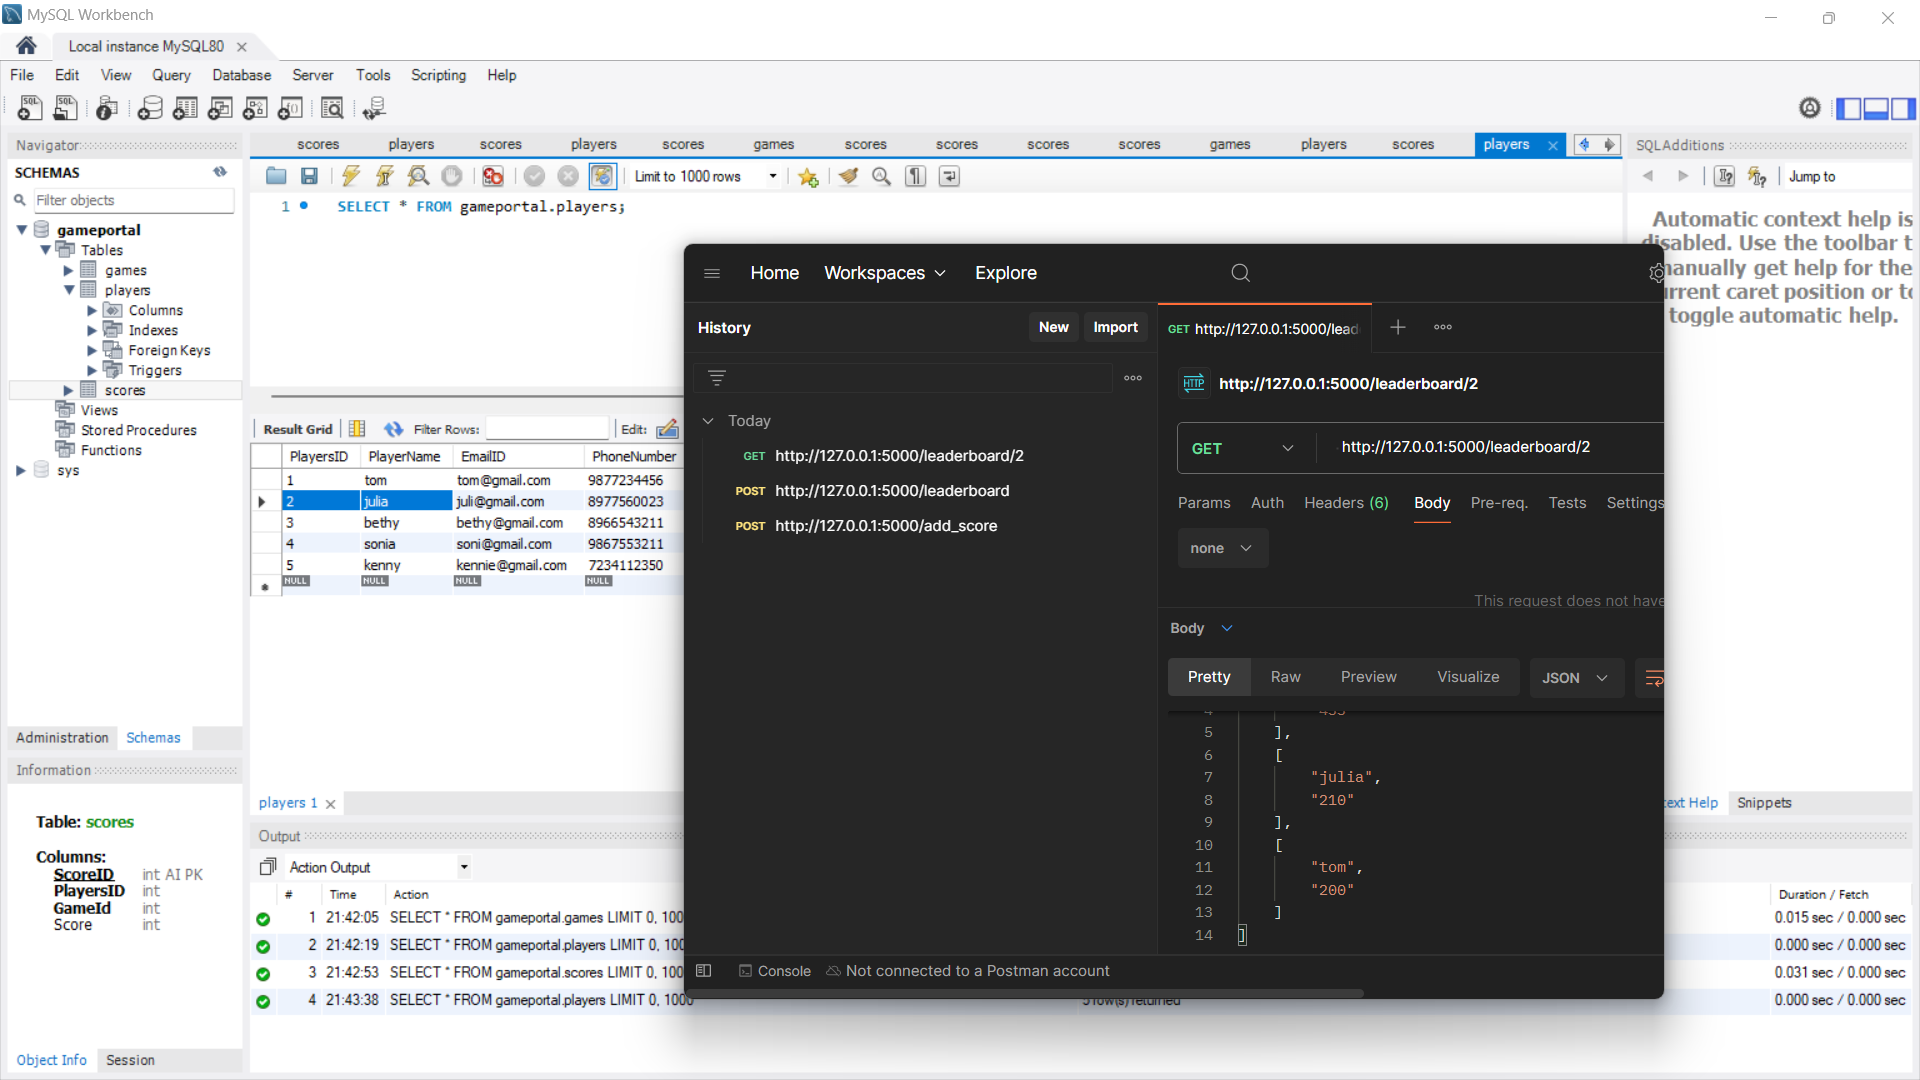 MySQL Workbench
Local instance MySQL80
File Edit View Query Database Server Tools Scripting Help
Navigator
SCHEMAS
Filter objects
gameportal
Tables
games
players
Columns
Indexes
Foreign Keys
Triggers
scores
Views
Stored Procedures
Functions
sys
Administration Schemas
Information
Table: scores
Columns:
ScoreID int AI PK
PlayersID int
GameId int
Score int
Object Info Session
scores players scores players scores games scores scores scores scores games players scores players
Limit to 1000 rows
1 SELECT * FROM gameportal.players;
Result Grid Filter Rows: Edit:
PlayersID PlayerName EmailID PhoneNumber
1 tom tom@gmail.com 9877234456
2 julia juli@gmail.com 8977560023
3 bethy bethy@gmail.com 8966543211
4 sonia soni@gmail.com 9867553211
5 kenny kennie@gmail.com 7234112350
NULL NULL NULL NULL
players 1
Output
Action Output
# Time Action Duration / Fetch
1 21:42:05 SELECT * FROM gameportal.games LIMIT 0, 100 0.015 sec / 0.000 sec
2 21:42:19 SELECT * FROM gameportal.players LIMIT 0, 100 0.000 sec / 0.000 sec
3 21:42:53 SELECT * FROM gameportal.scores LIMIT 0, 100 0.031 sec / 0.000 sec
4 21:43:38 SELECT * FROM gameportal.players LIMIT 0, 1000 5 row(s) returned 0.000 sec / 0.000 sec
SQLAdditions
Jump to
Automatic context help is
disabled. Use the toolbar
manually get help for the
caret position or
toggle automatic help.
Help Snippets
Home Workspaces Explore
History New Import
Today
GET http://127.0.0.1:5000/leaderboard/2
POST http://127.0.0.1:5000/leaderboard
POST http://127.0.0.1:5000/add_score
GET http://127.0.0.1:5000/lead
HTTP http://127.0.0.1:5000/leaderboard/2
GET http://127.0.0.1:5000/leaderboard/2
Params Auth Headers (6) Body Pre-req. Tests Settings
none
This request does not have
Body
Pretty Raw Preview Visualize JSON
5 ],
6 [
7 "julia",
8 "210"
9 ],
10 [
11 "tom",
12 "200"
13 ]
14 ]
Console Not connected to a Postman account